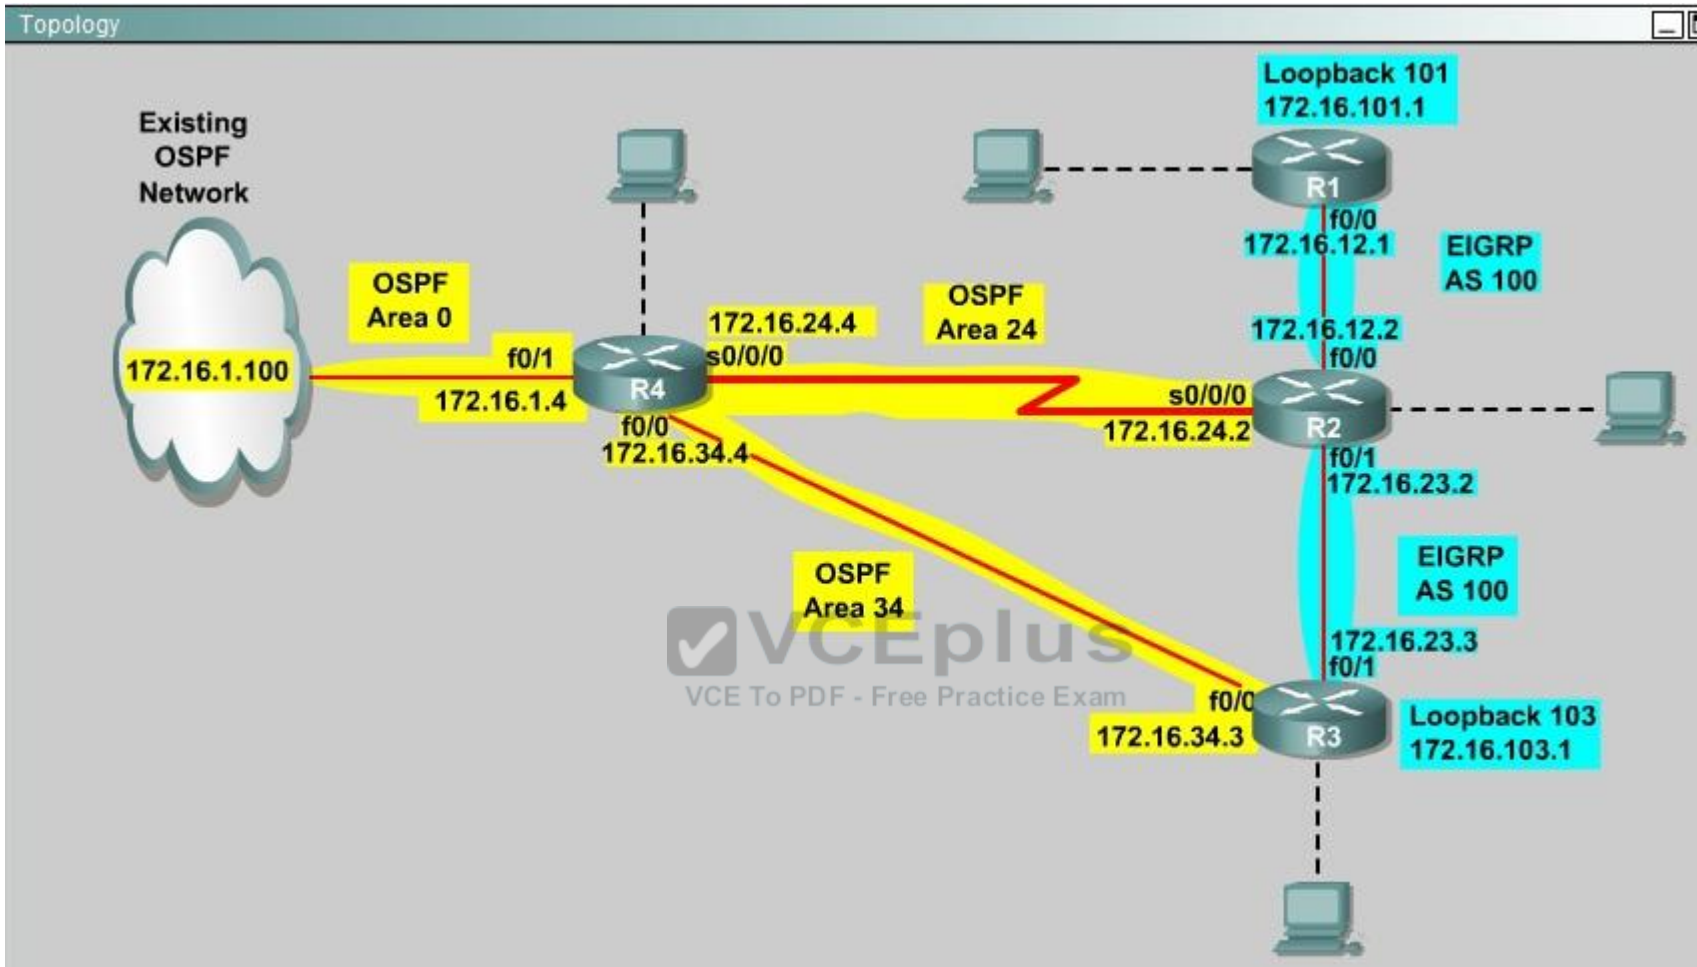 Topology
Existing
OSPF
Network
172.16.1.100
OSPF
Area 0
f0/1
172.16.1.4
R4
172.16.24.4
s0/0/0
f0/0
172.16.34.4
OSPF
Area 24
s0/0/0
172.16.24.2
Loopback 101
172.16.101.1
R1
f0/0
172.16.12.1
EIGRP
AS 100
172.16.12.2
f0/0
R2
f0/1
172.16.23.2
EIGRP
AS 100
172.16.23.3
f0/1
OSPF
Area 34
VCEplus
VCE To PDF - Free Practice Exam
f0/0
172.16.34.3
R3
Loopback 103
172.16.103.1